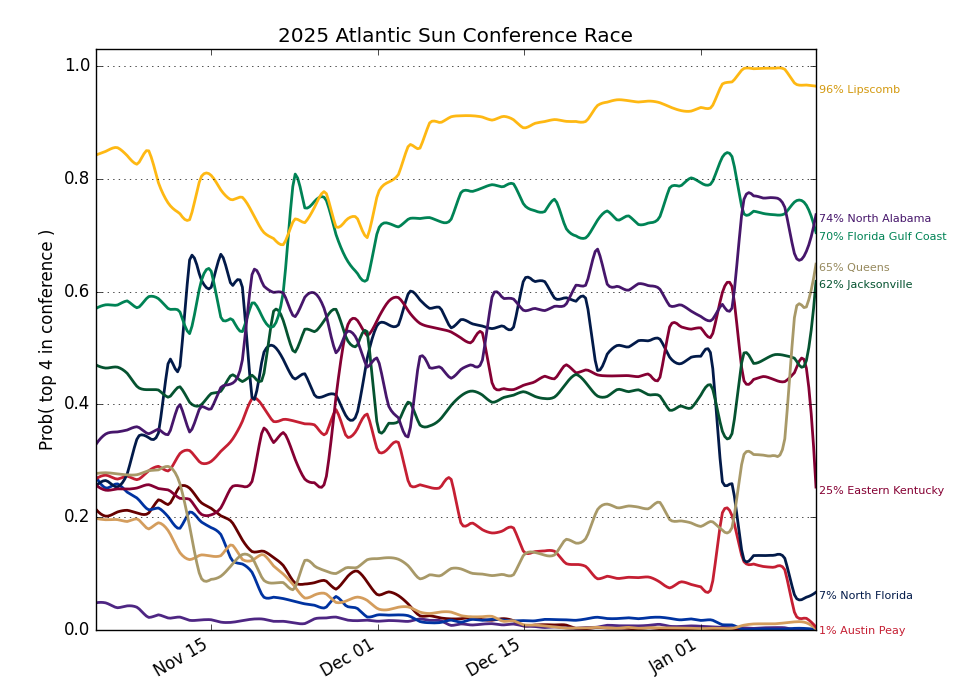 2025 Atlantic Sun Conference Race
Prob( top 4 in conference )
1.0
0.8
0.6
0.4
0.2
0.0
Nov 15
Dec 01
Dec 15
Jan 01
96% Lipscomb
74% North Alabama
70% Florida Gulf Coast
65% Queens
62% Jacksonville
25% Eastern Kentucky
7% North Florida
1% Austin Peay